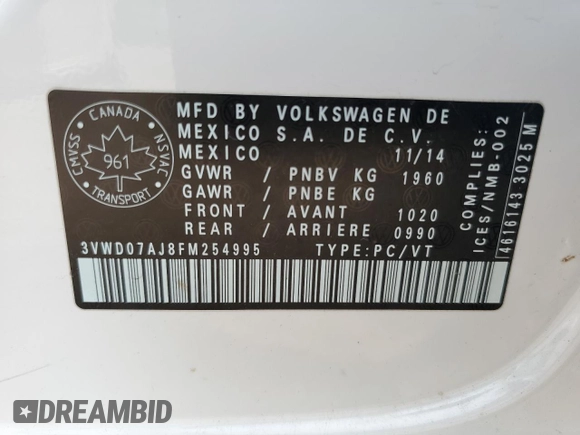 CANADA
CMVSS
NSVAC
961
TRANSPORT
MFD BY VOLKSWAGEN DE
MEXICO S.A. DE C.V.
MEXICO 11/14
GVWR / PNBV KG 1960
GAWR / PNBE KG
FRONT / AVANT 1020
REAR / ARRIERE 0990
3VWD07AJ8FM254995 TYPE:PC/VT
COMPLIES:
ICES/NMB-002
4616143 3025 M
DREAMBID